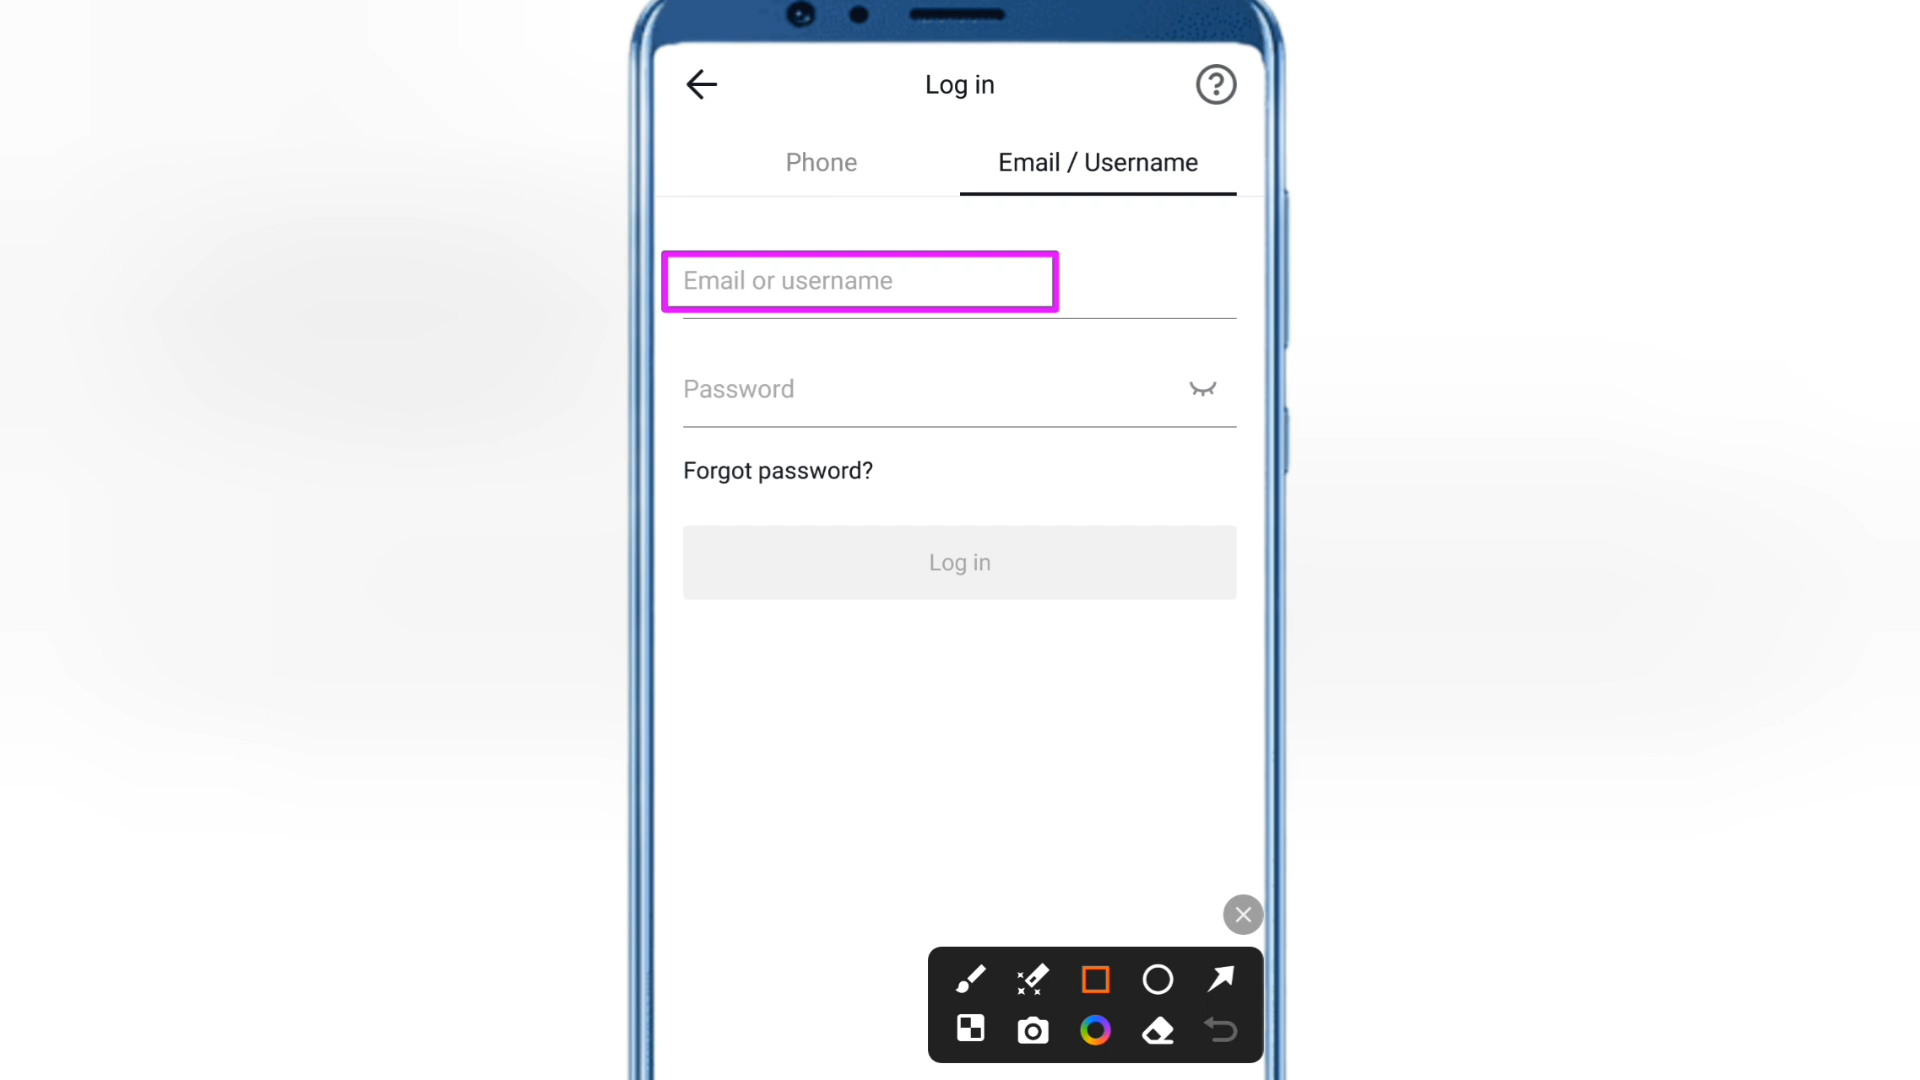 Log in
Phone
Email / Username
Email or username
Password
Forgot password?
Log in